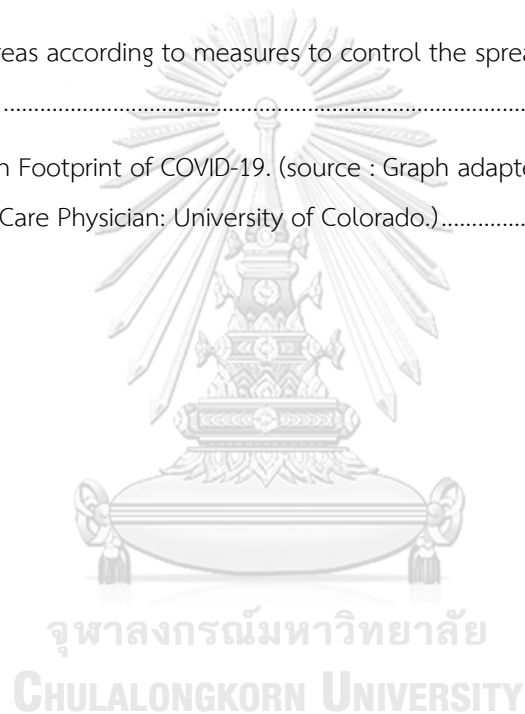 reas according to measures to control the sprea
................................................................................
n Footprint of COVID-19. (source : Graph adapte
Care Physician: University of Colorado.)................
จุฬาลงกรณ์มหาวิทยาลัย
CHULALONGKORN UNIVERSITY